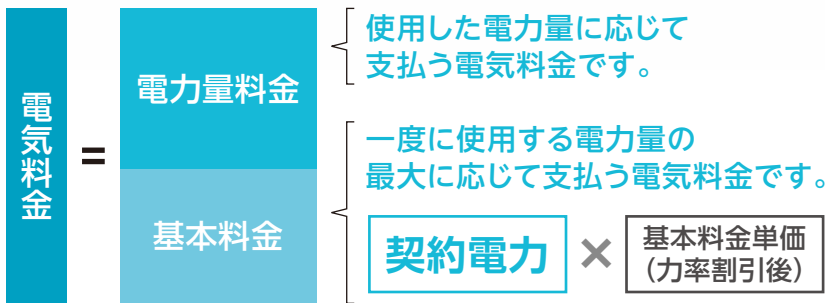 電気料金
=
電力量料金
使用した電力量に応じて
支払う電気料金です。
基本料金
一度に使用する電力量の
最大に応じて支払う電気料金です。
契約電力
×
基本料金単価
（力率割引後）